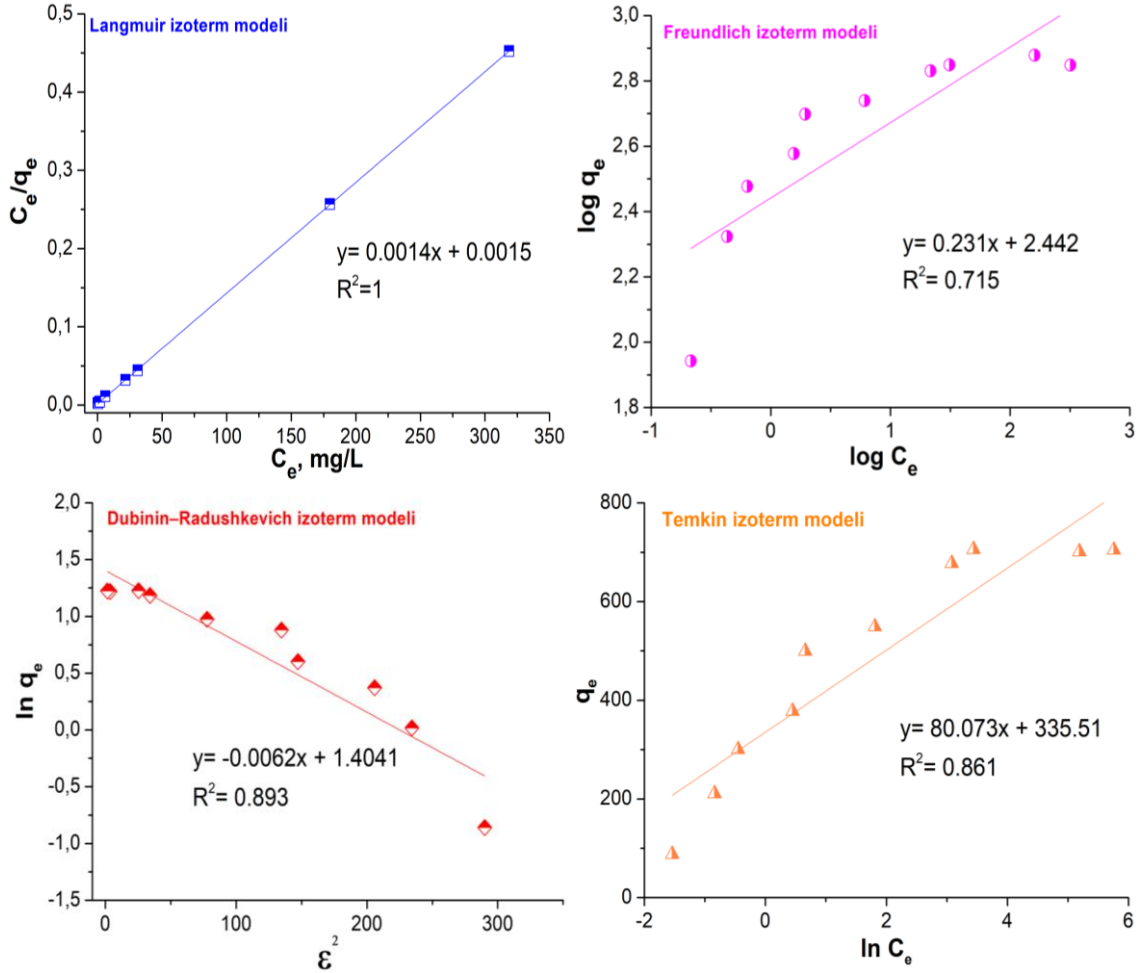 Langmuir izoterm modeli
0,5
0,4
0,3
0,2
0,1
0,0
Ce/qe
y= 0.0014x + 0.0015
R²=1
0 50 100 150 200 250 300 350
Ce, mg/L
Freundlich izoterm modeli
3,0
2,8
2,6
2,4
2,2
2,0
1,8
log qe
y= 0.231x + 2.442
R²= 0.715
-1 0 1 2 3
log Ce
Dubinin–Radushkevich izoterm modeli
2,0
1,5
1,0
0,5
0,0
-0,5
-1,0
-1,5
ln qe
y= -0.0062x + 1.4041
R²= 0.893
0 100 200 300
ε²
Temkin izoterm modeli
800
600
400
200
0
qe
y= 80.073x + 335.51
R²= 0.861
-2 0 2 4 6
ln Ce